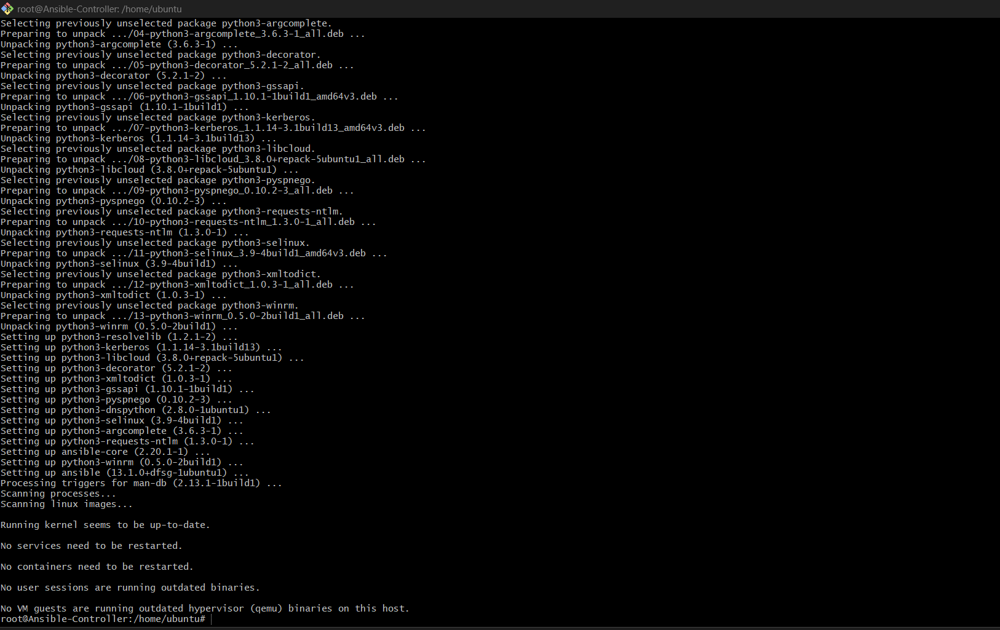 root@Ansible-Controller: /home/ubuntu
Selecting previously unselected package python3-argcomplete.
Preparing to unpack .../04-python3-argcomplete_3.6.3-1_all.deb ...
Unpacking python3-argcomplete (3.6.3-1) ...
Selecting previously unselected package python3-decorator.
Preparing to unpack .../05-python3-decorator_5.2.1-2_all.deb ...
Unpacking python3-decorator (5.2.1-2) ...
Selecting previously unselected package python3-gssapi.
Preparing to unpack .../06-python3-gssapi_1.10.1-1build1_amd64v3.deb ...
Unpacking python3-gssapi (1.10.1-1build1) ...
Selecting previously unselected package python3-kerberos.
Preparing to unpack .../07-python3-kerberos_1.1.14-3.1build13_amd64v3.deb ...
Unpacking python3-kerberos (1.1.14-3.1build13) ...
Selecting previously unselected package python3-libcloud.
Preparing to unpack .../08-python3-libcloud_3.8.0+repack-5ubuntu1_all.deb ...
Unpacking python3-libcloud (3.8.0+repack-5ubuntu1) ...
Selecting previously unselected package python3-pyspnego.
Preparing to unpack .../09-python3-pyspnego_0.10.2-3_all.deb ...
Unpacking python3-pyspnego (0.10.2-3) ...
Selecting previously unselected package python3-requests-ntlm.
Preparing to unpack .../10-python3-requests-ntlm_1.3.0-1_all.deb ...
Unpacking python3-requests-ntlm (1.3.0-1) ...
Selecting previously unselected package python3-selinux.
Preparing to unpack .../11-python3-selinux_3.9-4build1_amd64v3.deb ...
Unpacking python3-selinux (3.9-4build1) ...
Selecting previously unselected package python3-xmltodict.
Preparing to unpack .../12-python3-xmltodict_1.0.3-1_all.deb ...
Unpacking python3-xmltodict (1.0.3-1) ...
Selecting previously unselected package python3-winrm.
Preparing to unpack .../13-python3-winrm_0.5.0-2build1_all.deb ...
Unpacking python3-winrm (0.5.0-2build1) ...
Setting up python3-resolvelib (1.2.1-2) ...
Setting up python3-kerberos (1.1.14-3.1build13) ...
Setting up python3-libcloud (3.8.0+repack-5ubuntu1) ...
Setting up python3-decorator (5.2.1-2) ...
Setting up python3-xmltodict (1.0.3-1) ...
Setting up python3-gssapi (1.10.1-1build1) ...
Setting up python3-pyspnego (0.10.2-3) ...
Setting up python3-dnspython (2.8.0-1ubuntu1) ...
Setting up python3-selinux (3.9-4build1) ...
Setting up python3-argcomplete (3.6.3-1) ...
Setting up python3-requests-ntlm (1.3.0-1) ...
Setting up ansible-core (2.20.1-1) ...
Setting up python3-winrm (0.5.0-2build1) ...
Setting up ansible (13.1.0+dfsg-1ubuntu1) ...
Processing triggers for man-db (2.13.1-1build1) ...
Scanning processes...
Scanning linux images...
Running kernel seems to be up-to-date.
No services need to be restarted.
No containers need to be restarted.
No user sessions are running outdated binaries.
No VM guests are running outdated hypervisor (qemu) binaries on this host.
root@Ansible-Controller:/home/ubuntu#